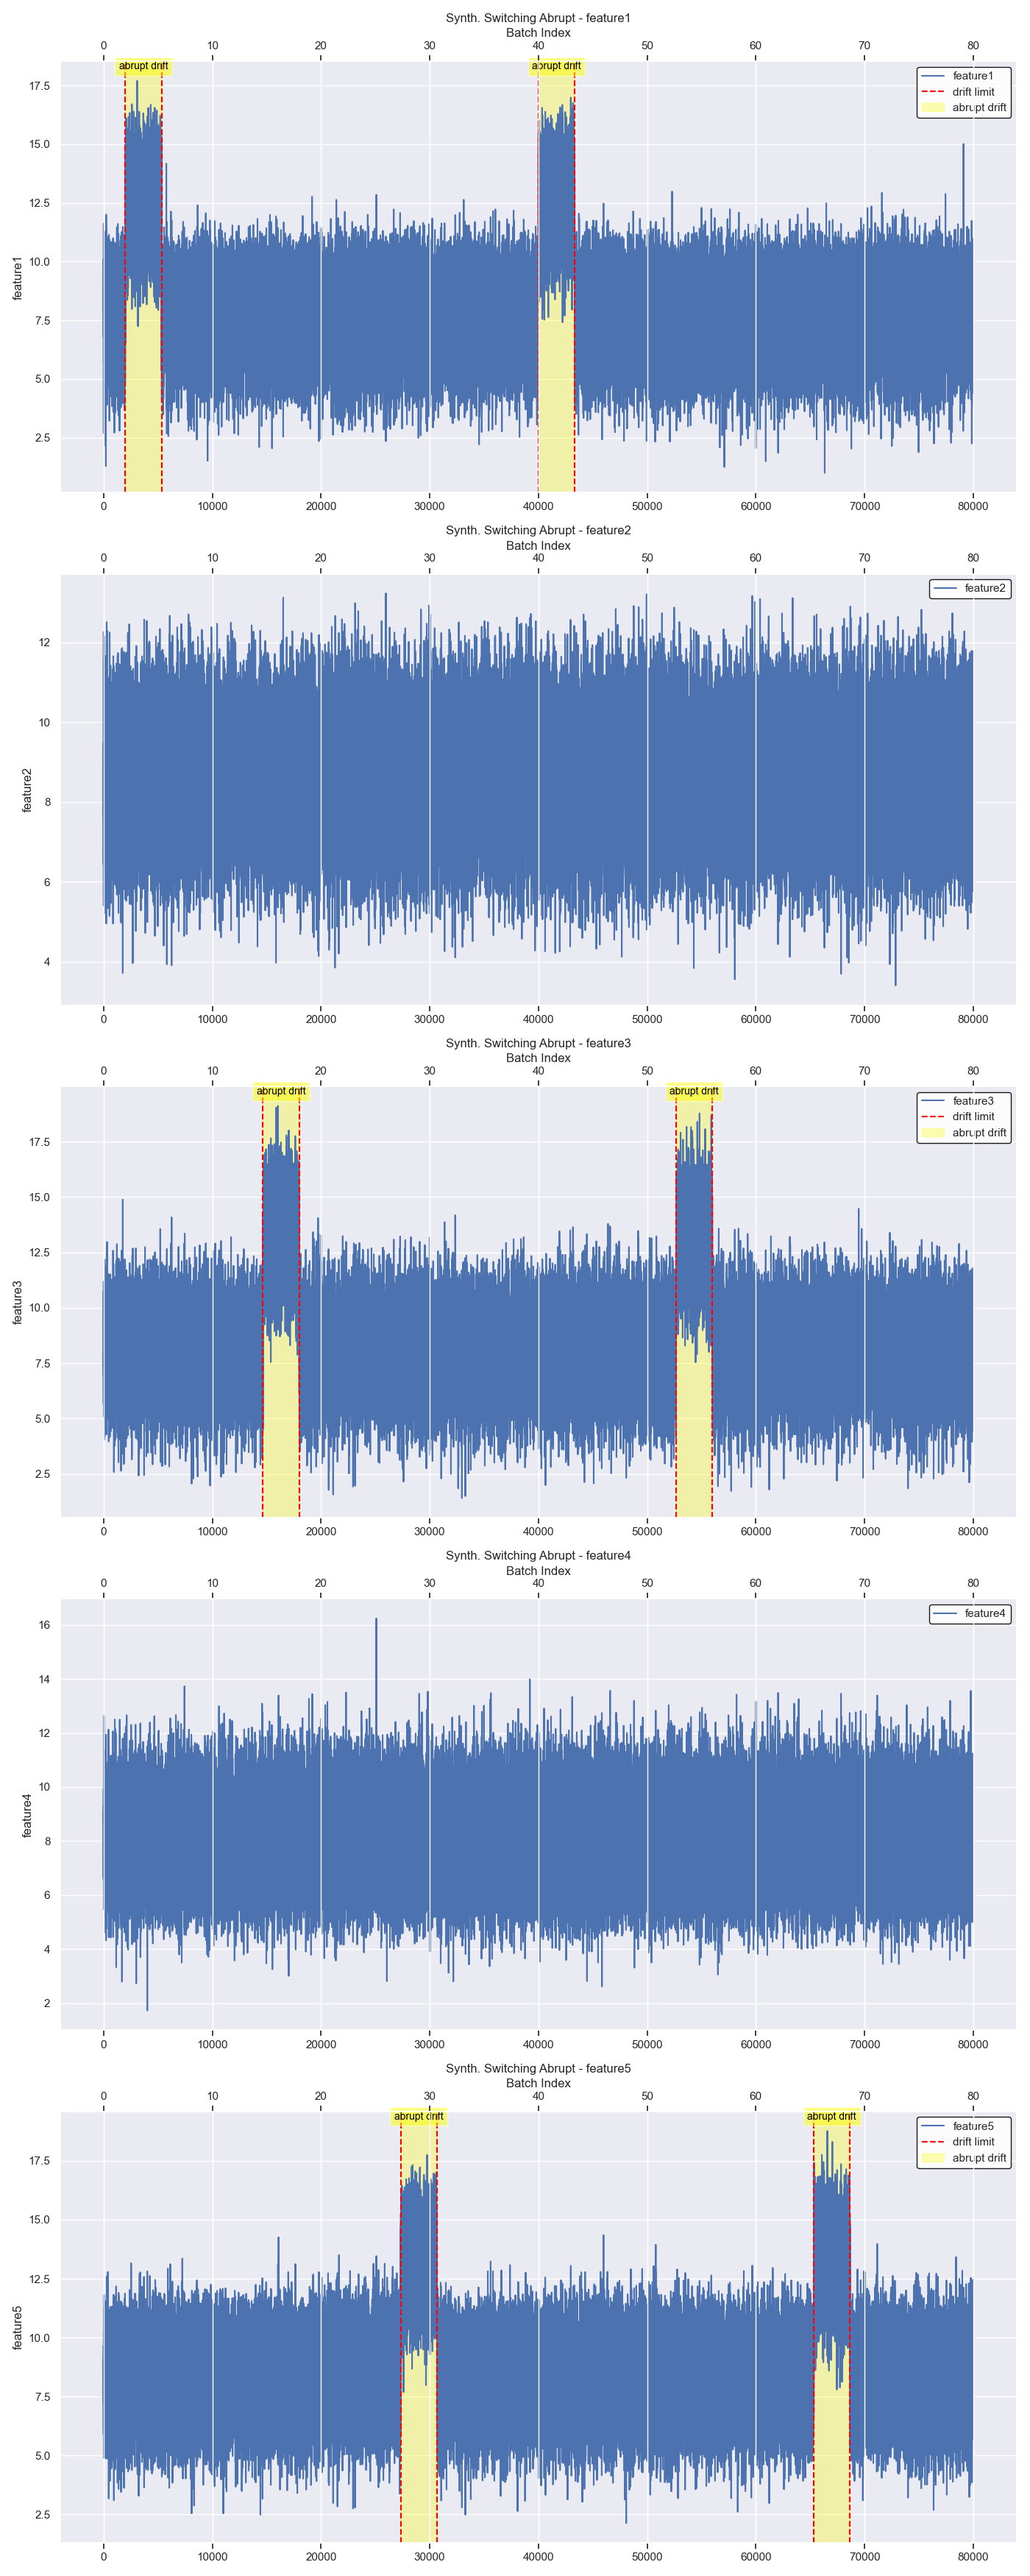 Synth. Switching Abrupt - feature1
Batch Index
0 10 20 30 40 50 60 70 80
abrupt drift abrupt drift
17.5
15.0
12.5
10.0
7.5
5.0
2.5
feature1
feature1
drift limit
abrupt drift
0 10000 20000 30000 40000 50000 60000 70000 80000
Synth. Switching Abrupt - feature2
Batch Index
0 10 20 30 40 50 60 70 80
12
10
8
6
4
feature2
feature2
0 10000 20000 30000 40000 50000 60000 70000 80000
Synth. Switching Abrupt - feature3
Batch Index
0 10 20 30 40 50 60 70 80
abrupt drift abrupt drift
17.5
15.0
12.5
10.0
7.5
5.0
2.5
feature3
feature3
drift limit
abrupt drift
0 10000 20000 30000 40000 50000 60000 70000 80000
Synth. Switching Abrupt - feature4
Batch Index
0 10 20 30 40 50 60 70 80
16
14
12
10
8
6
4
2
feature4
feature4
0 10000 20000 30000 40000 50000 60000 70000 80000
Synth. Switching Abrupt - feature5
Batch Index
0 10 20 30 40 50 60 70 80
abrupt drift abrupt drift
17.5
15.0
12.5
10.0
7.5
5.0
2.5
feature5
feature5
drift limit
abrupt drift
0 10000 20000 30000 40000 50000 60000 70000 80000